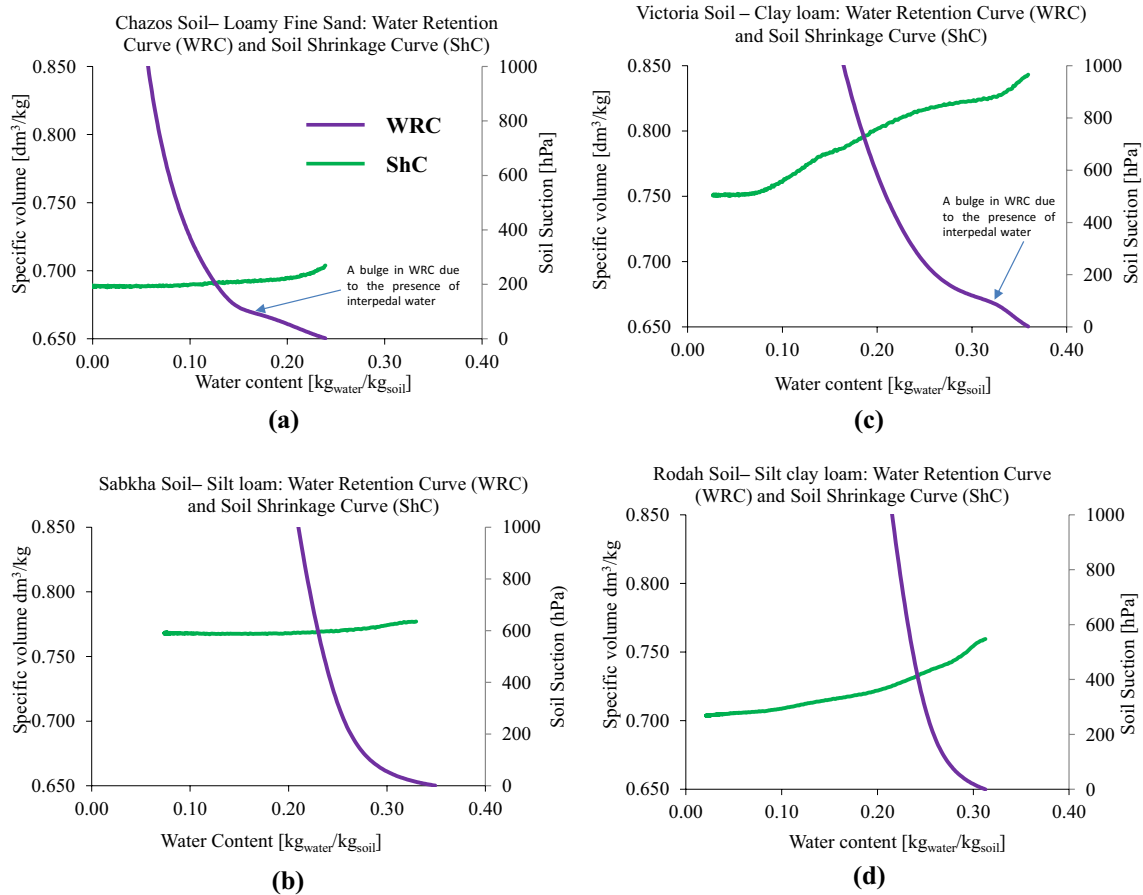 Chazos Soil– Loamy Fine Sand: Water Retention
Curve (WRC) and Soil Shrinkage Curve (ShC)
0.850
0.800
0.750
0.700
0.650
Specific volume [dm³/kg]
1000
800
600
400
200
0
Soil Suction [hPa]
WRC
ShC
A bulge in WRC due
to the presence of
interpedal water
0.00 0.10 0.20 0.30 0.40
Water content [kgwater/kgsoil]
(a)
Victoria Soil – Clay loam: Water Retention Curve (WRC)
and Soil Shrinkage Curve (ShC)
0.850
0.800
0.750
0.700
0.650
Specific volume [dm³/kg]
1000
800
600
400
200
0
Soil Suction [hPa]
A bulge in WRC due
to the presence of
interpedal water
0.00 0.10 0.20 0.30 0.40
Water content [kgwater/kgsoil]
(c)
Sabkha Soil– Silt loam: Water Retention Curve (WRC)
and Soil Shrinkage Curve (ShC)
0.850
0.800
0.750
0.700
0.650
Specific volume dm³/kg
1000
800
600
400
200
0
Soil Suction (hPa)
0.00 0.10 0.20 0.30 0.40
Water Content [kgwater/kgsoil]
(b)
Rodah Soil– Silt clay loam: Water Retention Curve
(WRC) and Soil Shrinkage Curve (ShC)
0.850
0.800
0.750
0.700
0.650
Specific volume dm³/kg
1000
800
600
400
200
0
Soil Suction [hPa]
0.00 0.10 0.20 0.30 0.40
Water content [kgwater/kgsoil]
(d)